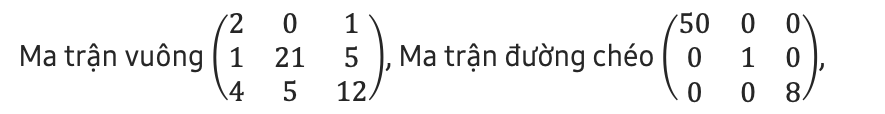 Ma trận vuông (2 0 1
1 21 5
4 5 12), Ma trận đường chéo (50 0 0
0 1 0
0 0 8),